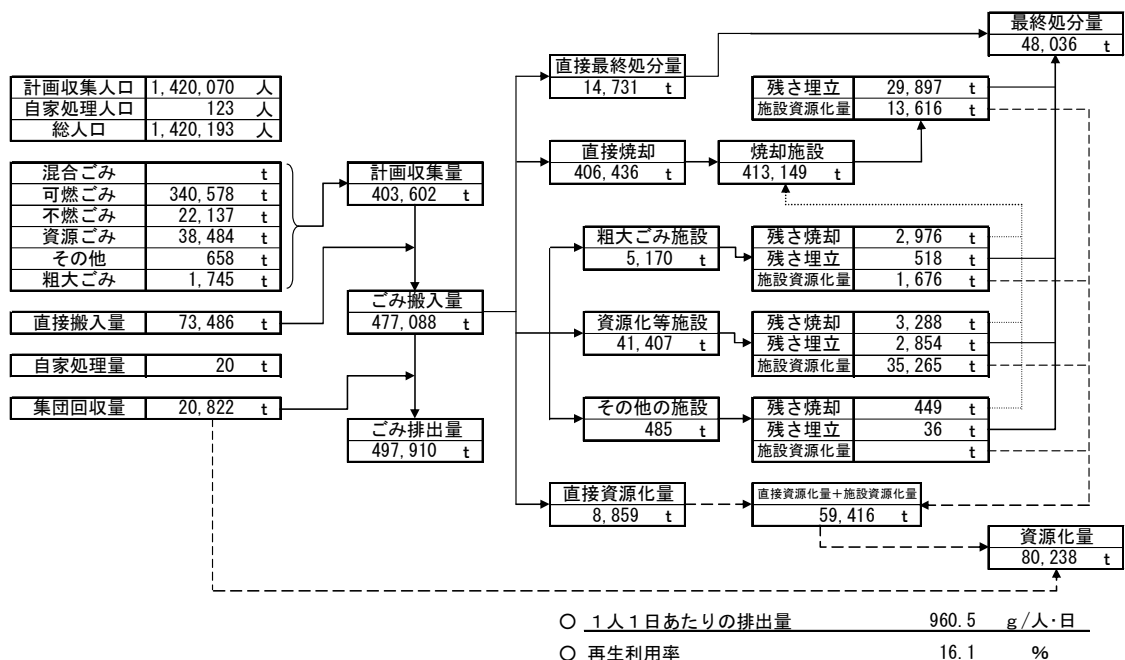 最終処分量
48,036 t
直接最終処分量
14,731 t
計画収集人口 1,420,070 人
自家処理人口 123 人
総人口 1,420,193 人
残さ埋立 29,897 t
施設資源化量 13,616 t
直接焼却
406,436 t
焼却施設
413,149 t
混合ごみ t
可燃ごみ 340,578 t
不燃ごみ 22,137 t
資源ごみ 38,484 t
その他 658 t
粗大ごみ 1,745 t
計画収集量
403,602 t
粗大ごみ施設
5,170 t
残さ焼却 2,976 t
残さ埋立 518 t
施設資源化量 1,676 t
直接搬入量 73,486 t
ごみ搬入量
477,088 t
資源化等施設
41,407 t
残さ焼却 3,288 t
残さ埋立 2,854 t
施設資源化量 35,265 t
自家処理量 20 t
集団回収量 20,822 t
ごみ排出量
497,910 t
その他の施設
485 t
残さ焼却 449 t
残さ埋立 36 t
施設資源化量 t
直接資源化量
8,859 t
直接資源化量+施設資源化量
59,416 t
資源化量
80,238 t
○ 1人1日あたりの排出量 960.5 g/人・日
○ 再生利用率 16.1 %